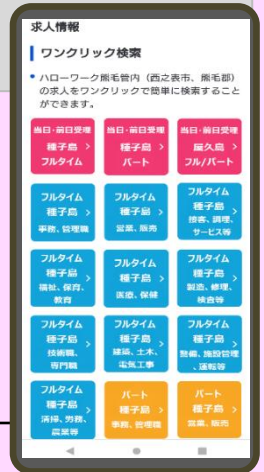 求人情報
ワンクリック検索
ハローワーク熊毛管内（西之表市、熊毛郡）
の求人をワンクリックで簡単に検索すること
ができます。
当日・前日受理
種子島
フルタイム
当日・前日受理
種子島
パート
当日・前日受理
屋久島
フル/パート
フルタイム
種子島
事務、管理職
フルタイム
種子島
営業、販売
フルタイム
種子島
接客、調理、
サービス等
フルタイム
種子島
福祉、保育、
教育
フルタイム
種子島
医療、保健
フルタイム
種子島
製造、修理、
検査等
フルタイム
種子島
技術職、
専門職
フルタイム
種子島
建築、土木、
電気工事
フルタイム
種子島
整備、施設管理
、運転等
フルタイム
種子島
清掃、労務、
農業等
パート
種子島
事務、管理職
パート
種子島
営業、販売